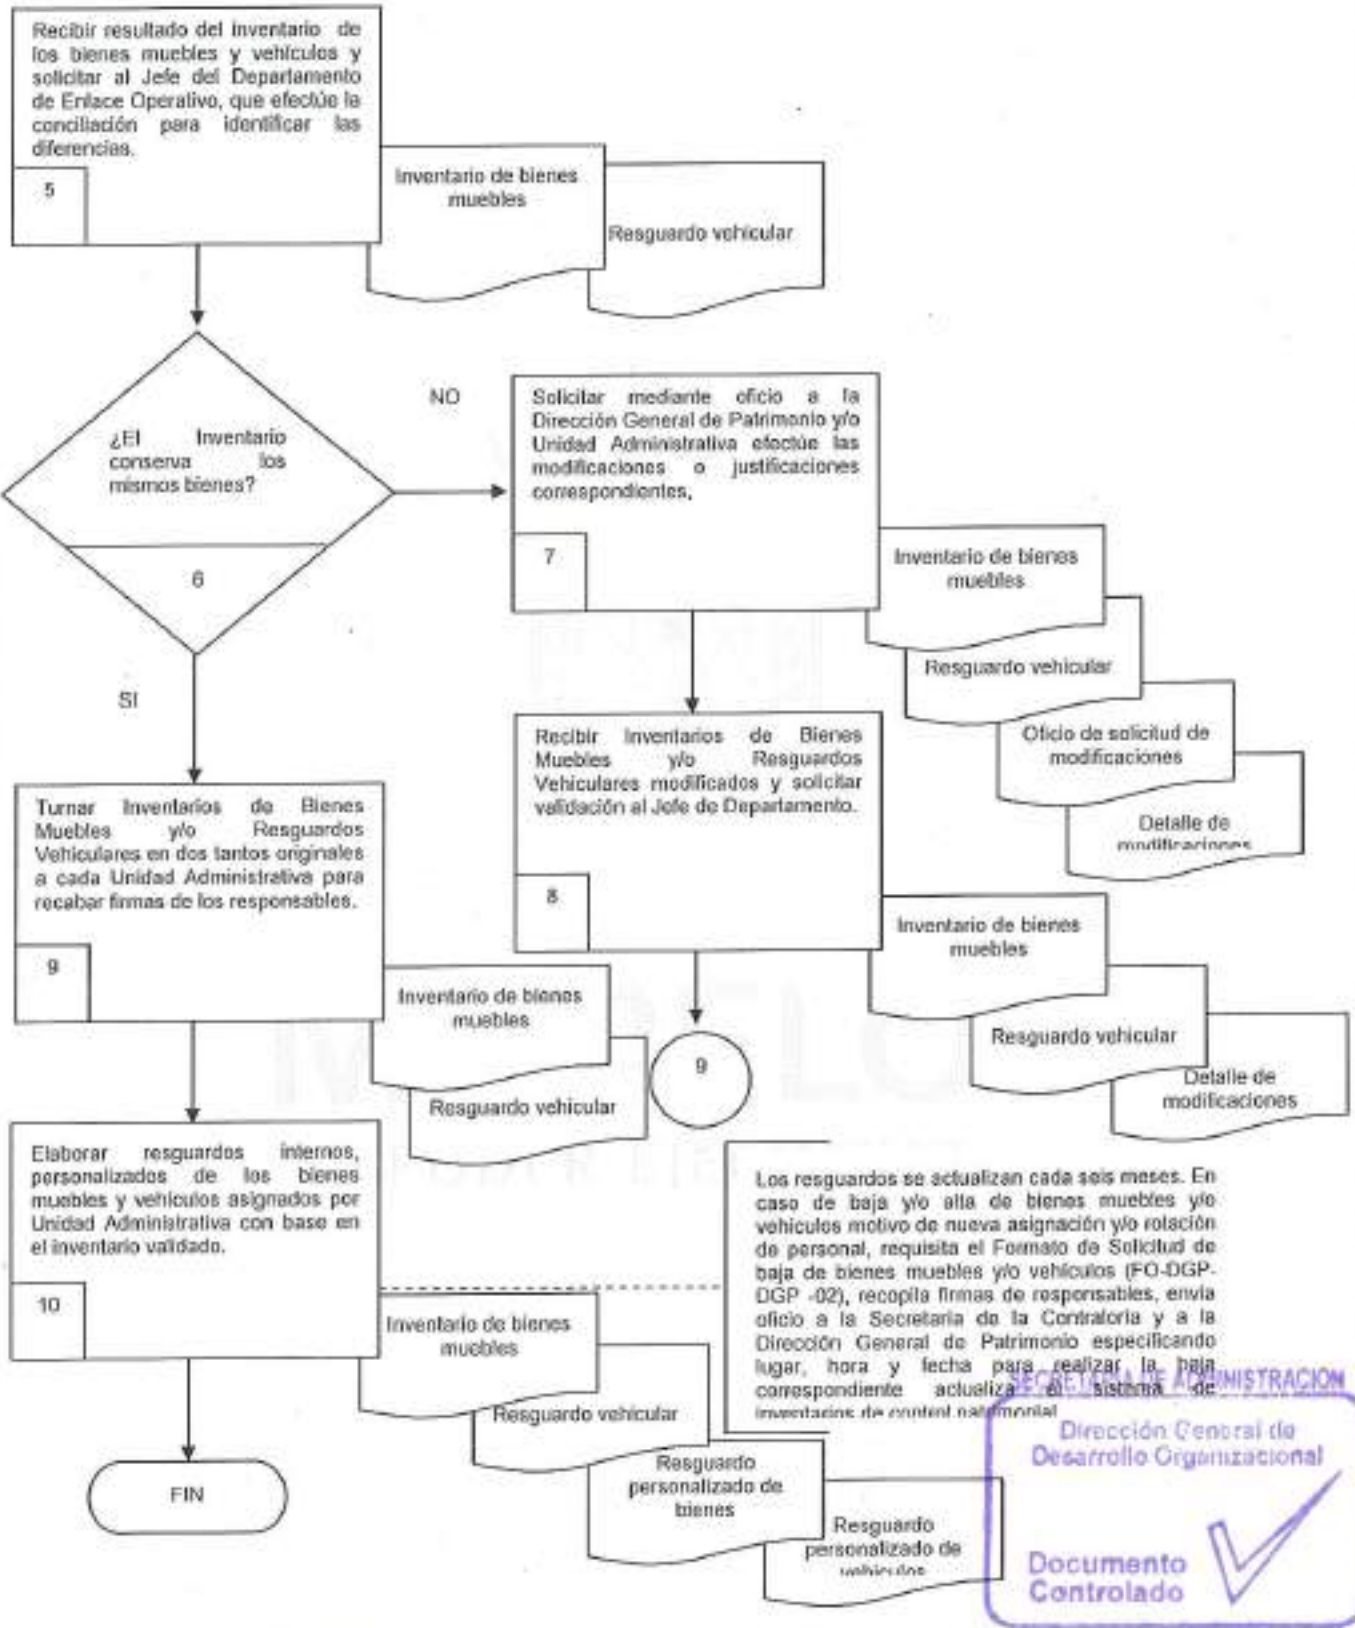 Recibir resultado del inventario de
los bienes muebles y vehículos y
solicitar al Jefe del Departamento
de Enlace Operativo, que efectúe la
conciliación para identificar las
diferencias.
5
Inventario de bienes
muebles
Resguardo vehicular
¿El Inventario
conserva los
mismos bienes?
6
NO
SI
Solicitar mediante oficio a la
Dirección General de Patrimonio y/o
Unidad Administrativa efectúe las
modificaciones o justificaciones
correspondientes.
7
Inventario de bienes
muebles
Resguardo vehicular
Oficio de solicitud de
modificaciones
Detalle de
modificaciones
Recibir Inventarios de Bienes
Muebles y/o Resguardos
Vehiculares modificados y solicitar
validación al Jefe de Departamento.
8
Inventario de bienes
muebles
Resguardo vehicular
Detalle de
modificaciones
9
Turnar Inventarios de Bienes
Muebles y/o Resguardos
Vehiculares en dos tantos originales
a cada Unidad Administrativa para
recabar firmas de los responsables.
9
Inventario de bienes
muebles
Resguardo vehicular
Elaborar resguardos internos,
personalizados de los bienes
muebles y vehículos asignados por
Unidad Administrativa con base en
el inventario validado.
10
Inventario de bienes
muebles
Resguardo vehicular
Resguardo
personalizado de
bienes
Resguardo
personalizado de
vehículos
FIN
Los resguardos se actualizan cada seis meses. En
caso de baja y/o alta de bienes muebles y/o
vehículos motivo de nueva asignación y/o rotación
de personal, requisita el Formato de Solicitud de
baja de bienes muebles y/o vehículos (FO-DGP-
DGP -02), recopila firmas de responsables, envía
oficio a la Secretaria de la Contraloría y a la
Dirección General de Patrimonio especificando
lugar, hora y fecha para realizar la baja
correspondiente actualiza el sistema de
inventarios de control patrimonial
SECRETARIA DE ADMINISTRACION
Dirección General de
Desarrollo Organizacional
Documento
Controlado